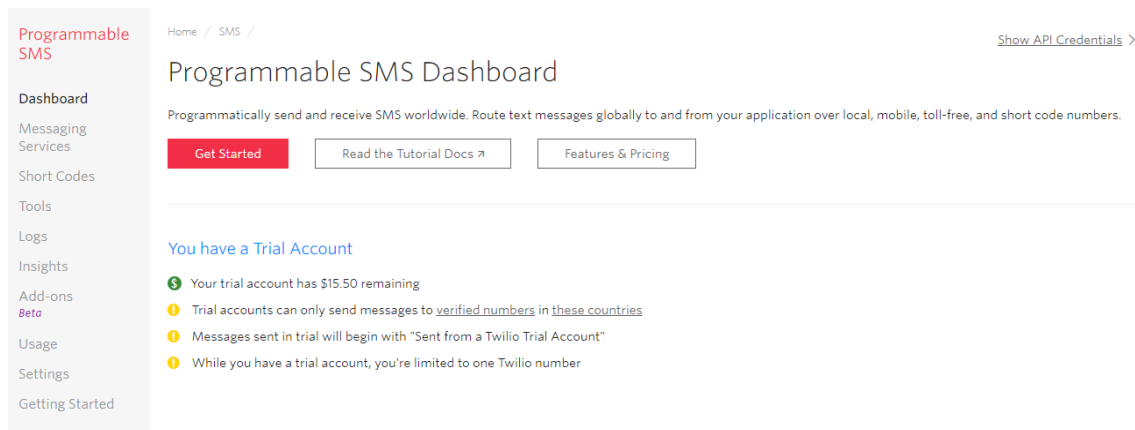 Programmable
SMS
Dashboard
Messaging
Services
Short Codes
Tools
Logs
Insights
Add-ons
Beta
Usage
Settings
Getting Started
Home / SMS /
Show API Credentials >
Programmable SMS Dashboard
Programmatically send and receive SMS worldwide. Route text messages globally to and from your application over local, mobile, toll-free, and short code numbers.
Get Started
Read the Tutorial Docs ↗
Features & Pricing
You have a Trial Account
$ Your trial account has $15.50 remaining
! Trial accounts can only send messages to verified numbers in these countries
! Messages sent in trial will begin with "Sent from a Twilio Trial Account"
! While you have a trial account, you're limited to one Twilio number